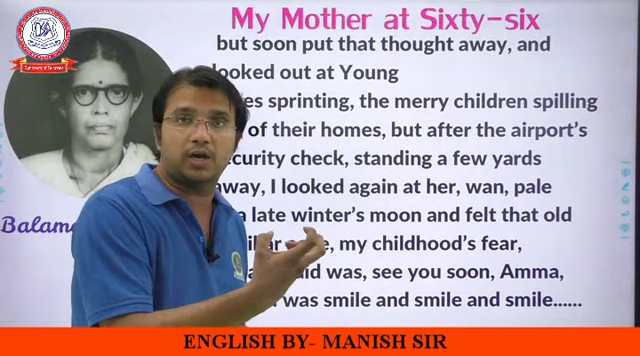 My Mother at Sixty-six
but soon put that thought away, and
looked out at Young
sprinting, the merry children spilling
of their homes, but after the airport's
security check, standing a few yards
away, I looked again at her, wan, pale
a late winter's moon and felt that old
my childhood's fear,
was, see you soon, Amma,
was smile and smile and smile......
ENGLISH BY- MANISH SIR